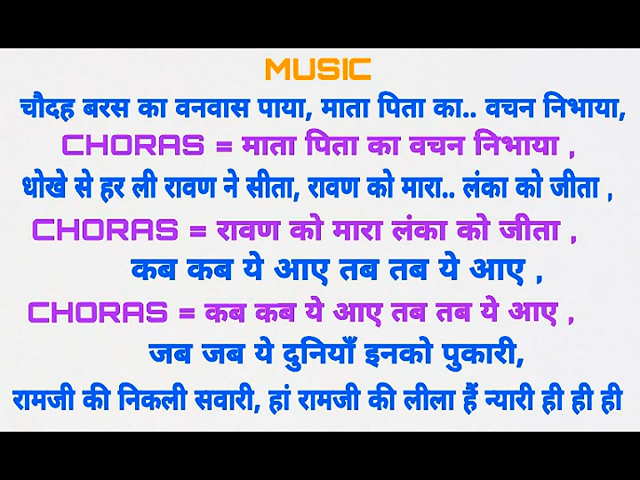 MUSIC
चौदह बरस का वनवास पाया, माता पिता का.. वचन निभाया,
CHORAS = माता पिता का वचन निभाया ,
धोखे से हर ली रावण ने सीता, रावण को मारा.. लंका को जीता ,
CHORAS = रावण को मारा लंका को जीता ,
कब कब ये आए तब तब ये आए ,
CHORAS = कब कब ये आए तब तब ये आए ,
जब जब ये दुनियाँ इनको पुकारी,
रामजी की निकली सवारी, हां रामजी की लीला हैं न्यारी ही ही ही